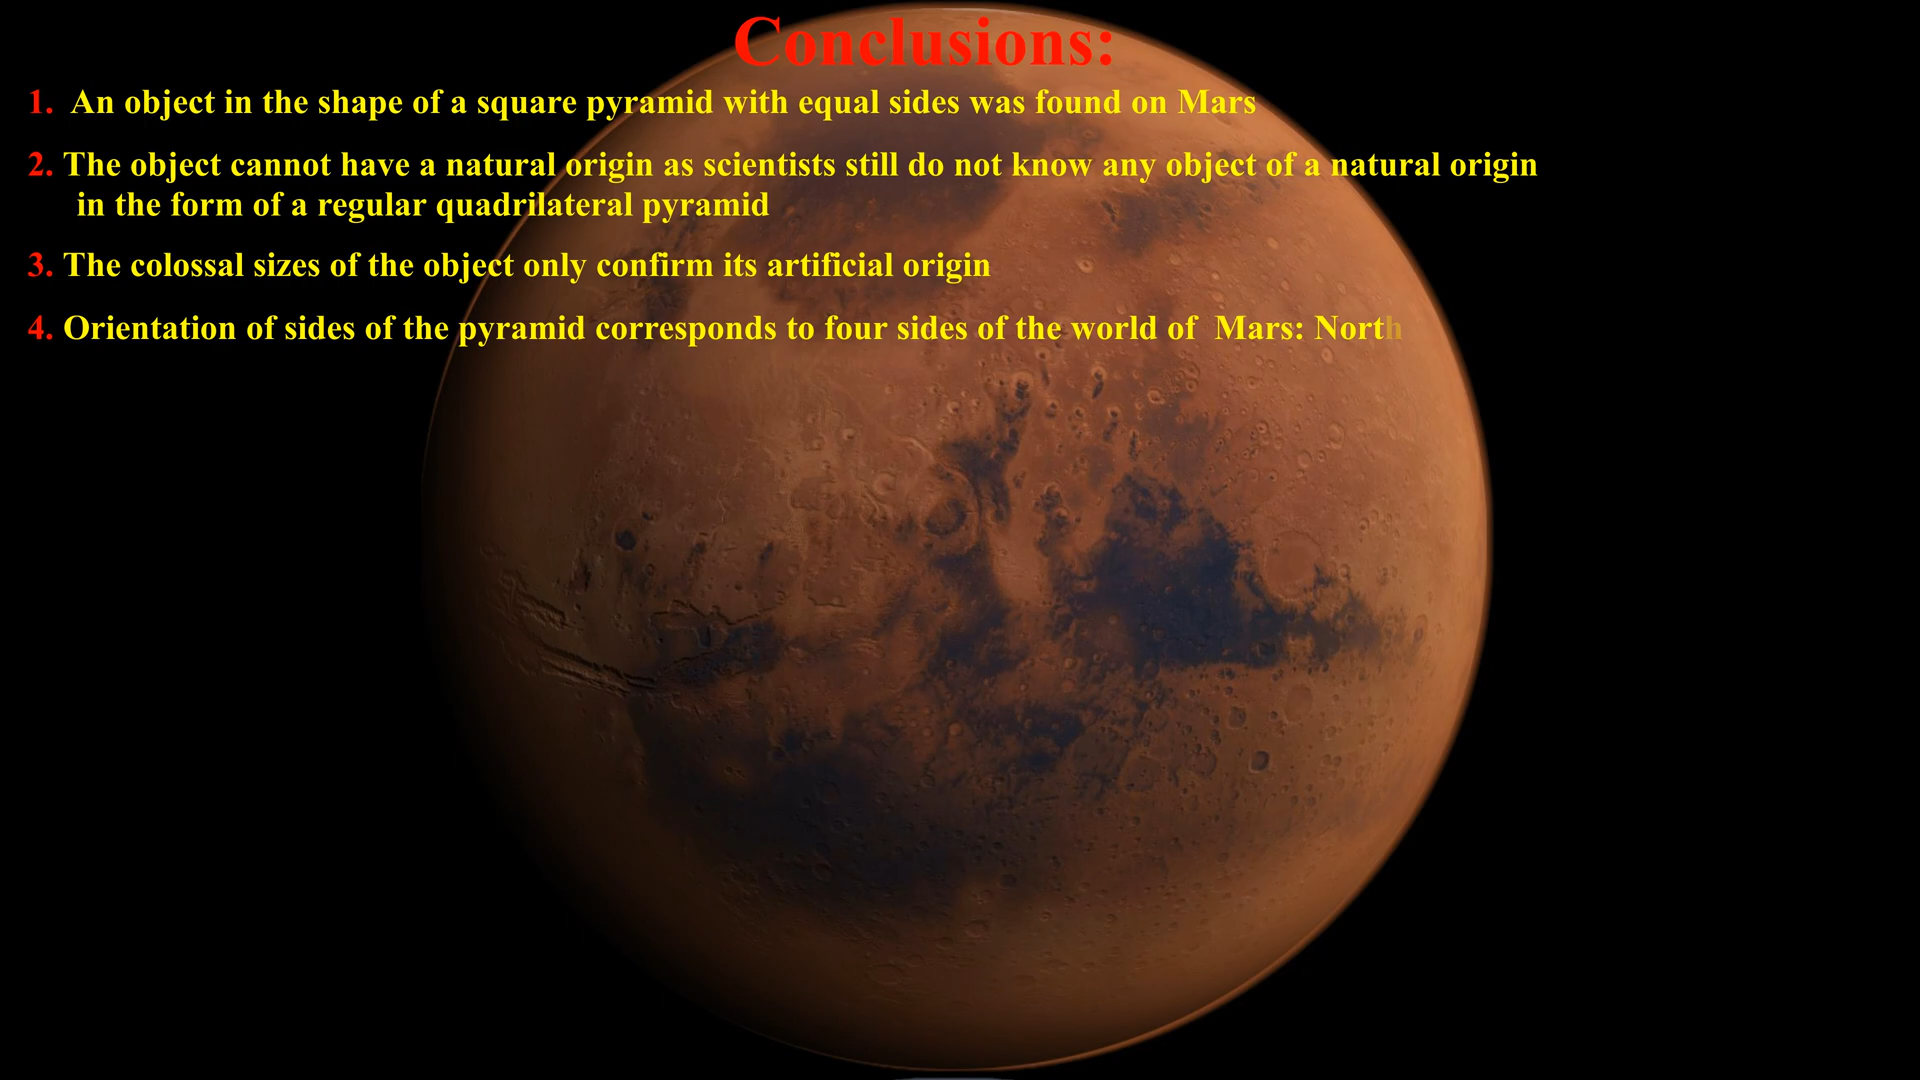 Conclusions:
1. An object in the shape of a square pyramid with equal sides was found on Mars
2. The object cannot have a natural origin as scientists still do not know any object of a natural origin
in the form of a regular quadrilateral pyramid
3. The colossal sizes of the object only confirm its artificial origin
4. Orientation of sides of the pyramid corresponds to four sides of the world of Mars: North